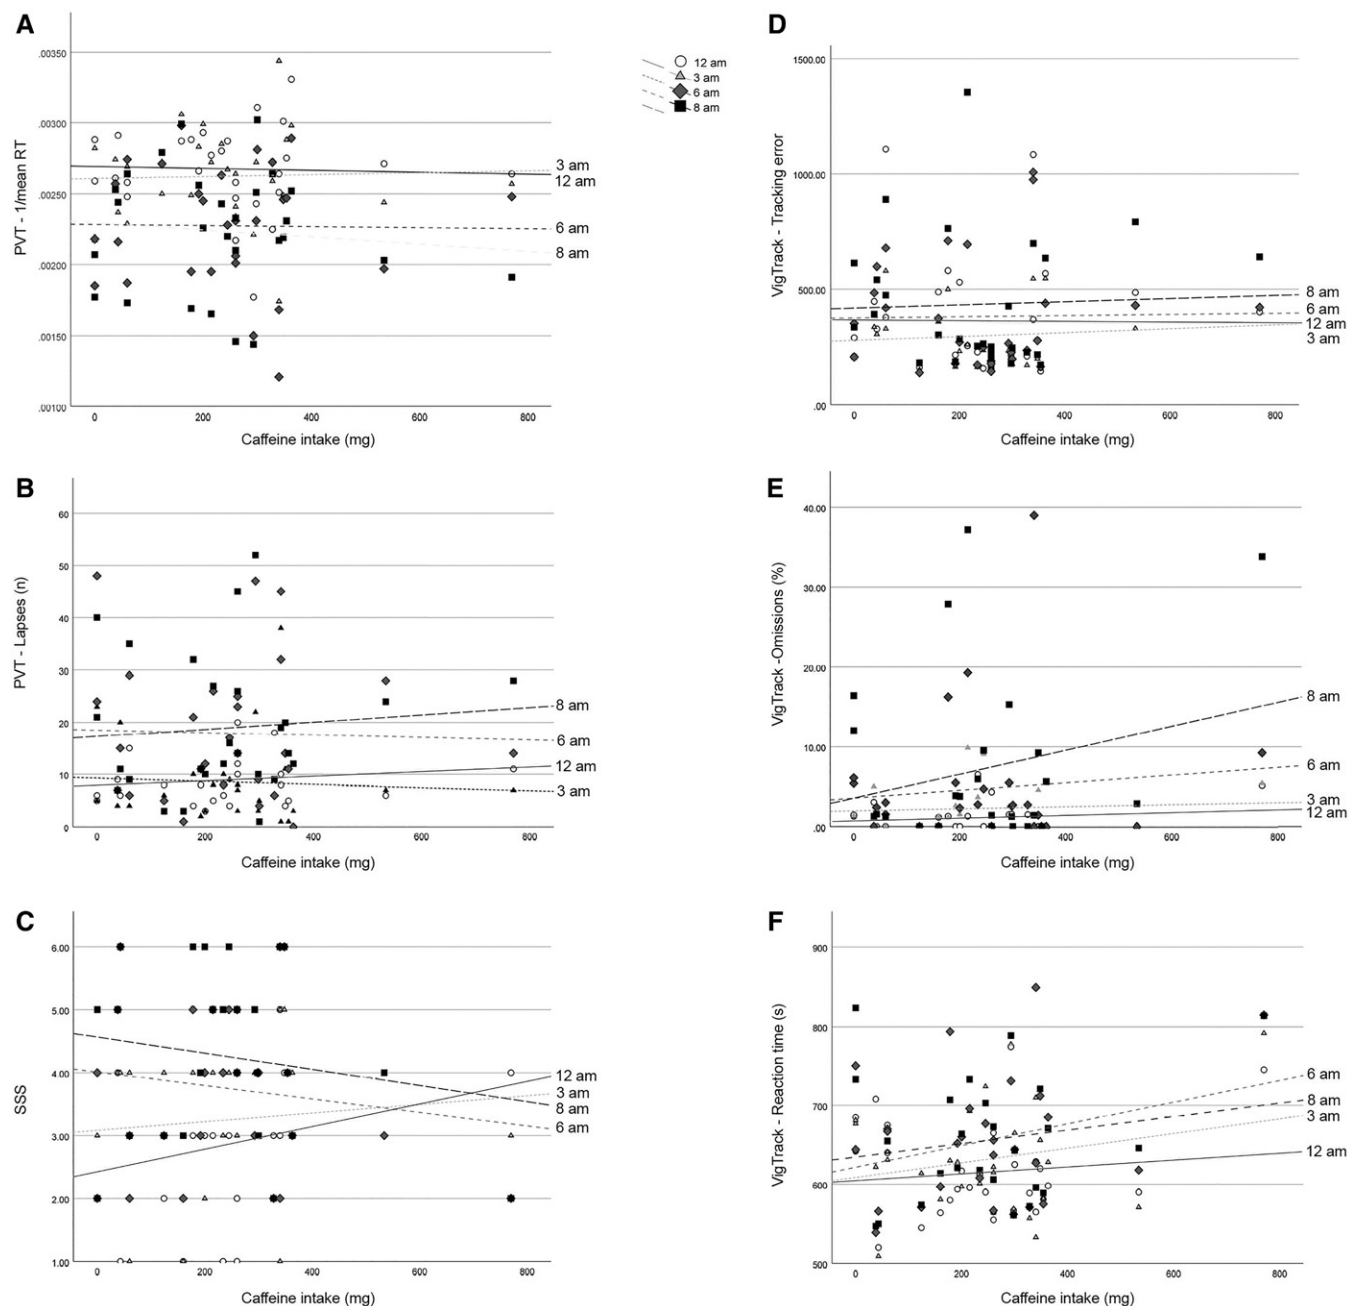 A
.00350
.00300
.00250
.00200
.00150
.00100
PVT - 1/mean RT
3 am
12 am
6 am
8 am
0 200 400 600 800
Caffeine intake (mg)
12 am
3 am
6 am
8 am
D
1500.00
1000.00
500.00
.00
VigTrack - Tracking error
8 am
6 am
12 am
3 am
0 200 400 600 800
Caffeine intake (mg)
B
60
50
40
30
20
10
0
PVT - Lapses (n)
8 am
6 am
12 am
3 am
0 200 400 600 800
Caffeine intake (mg)
E
40.00
30.00
20.00
10.00
.00
VigTrack -Omissions (%)
8 am
6 am
3 am
12 am
0 200 400 600 800
Caffeine intake (mg)
C
6.00
5.00
4.00
3.00
2.00
1.00
SSS
12 am
3 am
8 am
6 am
0 200 400 600 800
Caffeine intake (mg)
F
900
800
700
600
500
VigTrack - Reaction time (s)
6 am
8 am
3 am
12 am
0 200 400 600 800
Caffeine intake (mg)